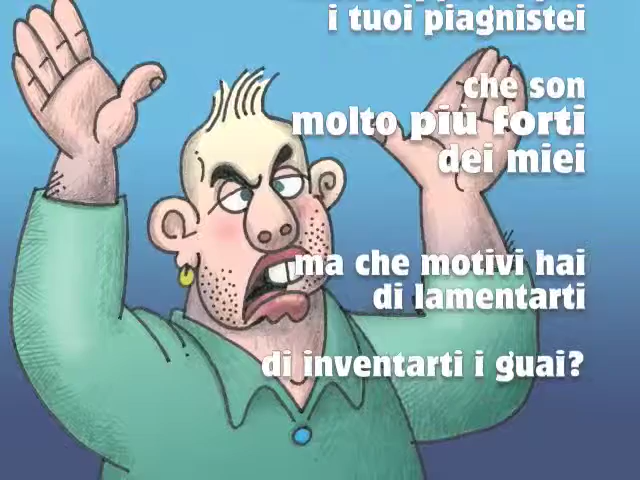 i tuoi piagnistei
che son
molto più forti
dei miei
ma che motivi hai
di lamentarti
di inventarti i guai?